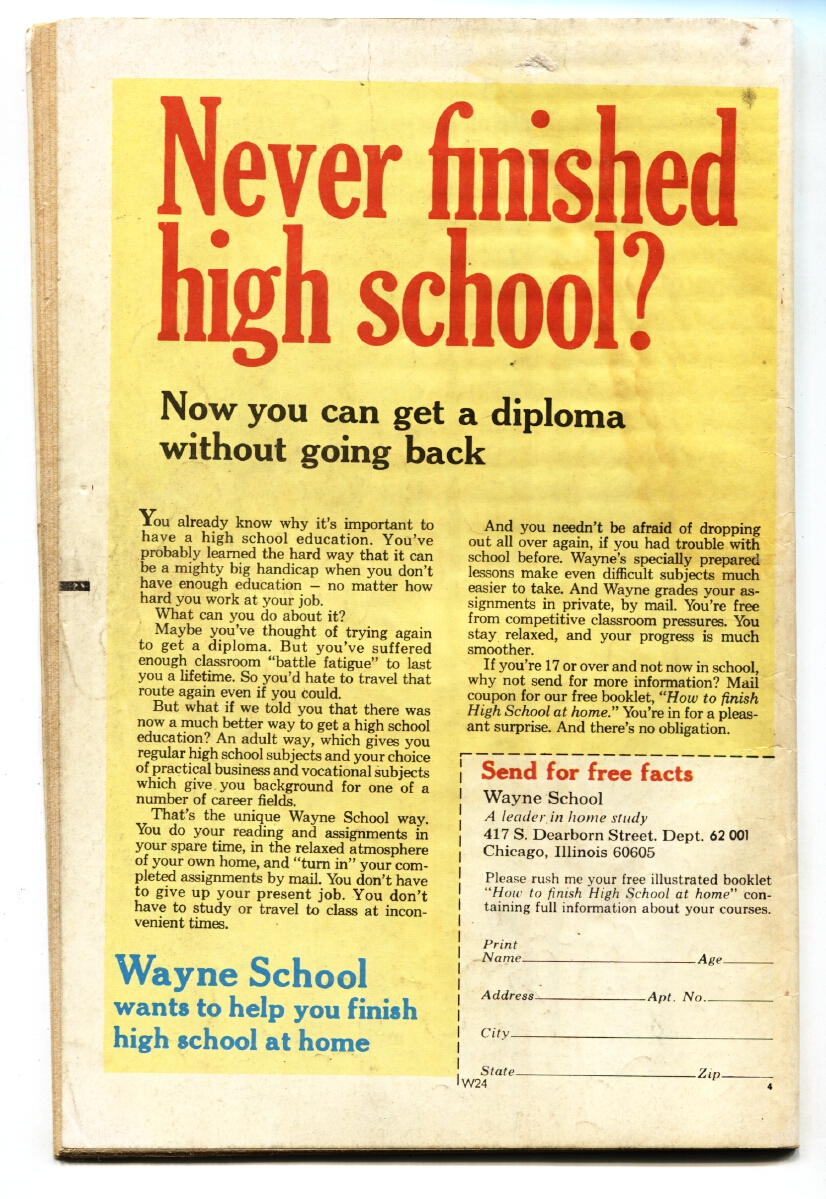 Never finished
high school?
Now you can get a diploma
without going back
You already know why it's important to
have a high school education. You've
probably learned the hard way that it can
be a mighty big handicap when you don't
have enough education — no matter how
hard you work at your job.
What can you do about it?
Maybe you've thought of trying again
to get a diploma. But you've suffered
enough classroom "battle fatigue" to last
you a lifetime. So you'd hate to travel that
route again even if you could.
But what if we told you that there was
now a much better way to get a high school
education? An adult way, which gives you
regular high school subjects and your choice
of practical business and vocational subjects
which give you background for one of a
number of career fields.
That's the unique Wayne School way.
You do your reading and assignments in
your spare time, in the relaxed atmosphere
of your own home, and "turn in" your com-
pleted assignments by mail. You don't have
to give up your present job. You don't
have to study or travel to class at incon-
venient times.
Wayne School
wants to help you finish
high school at home
And you needn't be afraid of dropping
out all over again, if you had trouble with
school before. Wayne's specially prepared
lessons make even difficult subjects much
easier to take. And Wayne grades your as-
signments in private, by mail. You're free
from competitive classroom pressures. You
stay relaxed, and your progress is much
smoother.
If you're 17 or over and not now in school,
why not send for more information? Mail
coupon for our free booklet, "How to finish
High School at home." You're in for a pleas-
ant surprise. And there's no obligation.
Send for free facts
Wayne School
A leader in home study
417 S. Dearborn Street. Dept. 62 001
Chicago, Illinois 60605
Please rush me your free illustrated booklet
"How to finish High School at home" con-
taining full information about your courses.
Print
Name Age
Address Apt. No.
City
State Zip
W24 4